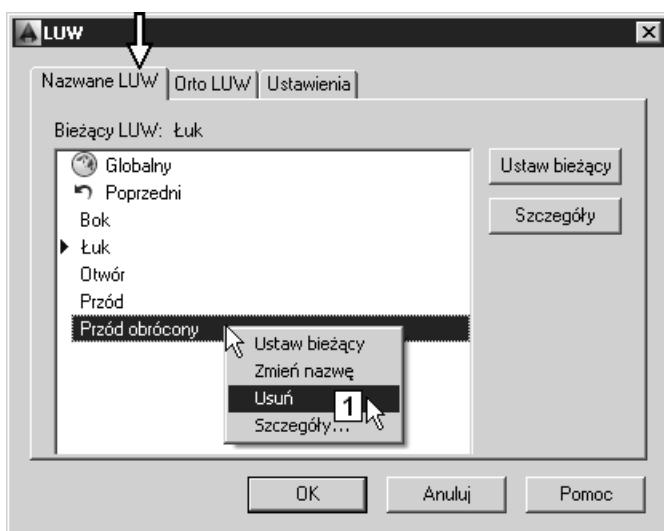 LUW
Nazwane LUW Orto LUW Ustawienia
Bieżący LUW: Łuk
Globalny
Poprzedni
Bok
Łuk
Otwór
Przód
Przód obrócony
Ustaw bieżący
Zmień nazwę
Usuń
1
Szczegóły...
Ustaw bieżący
Szczegóły
OK Anuluj Pomoc